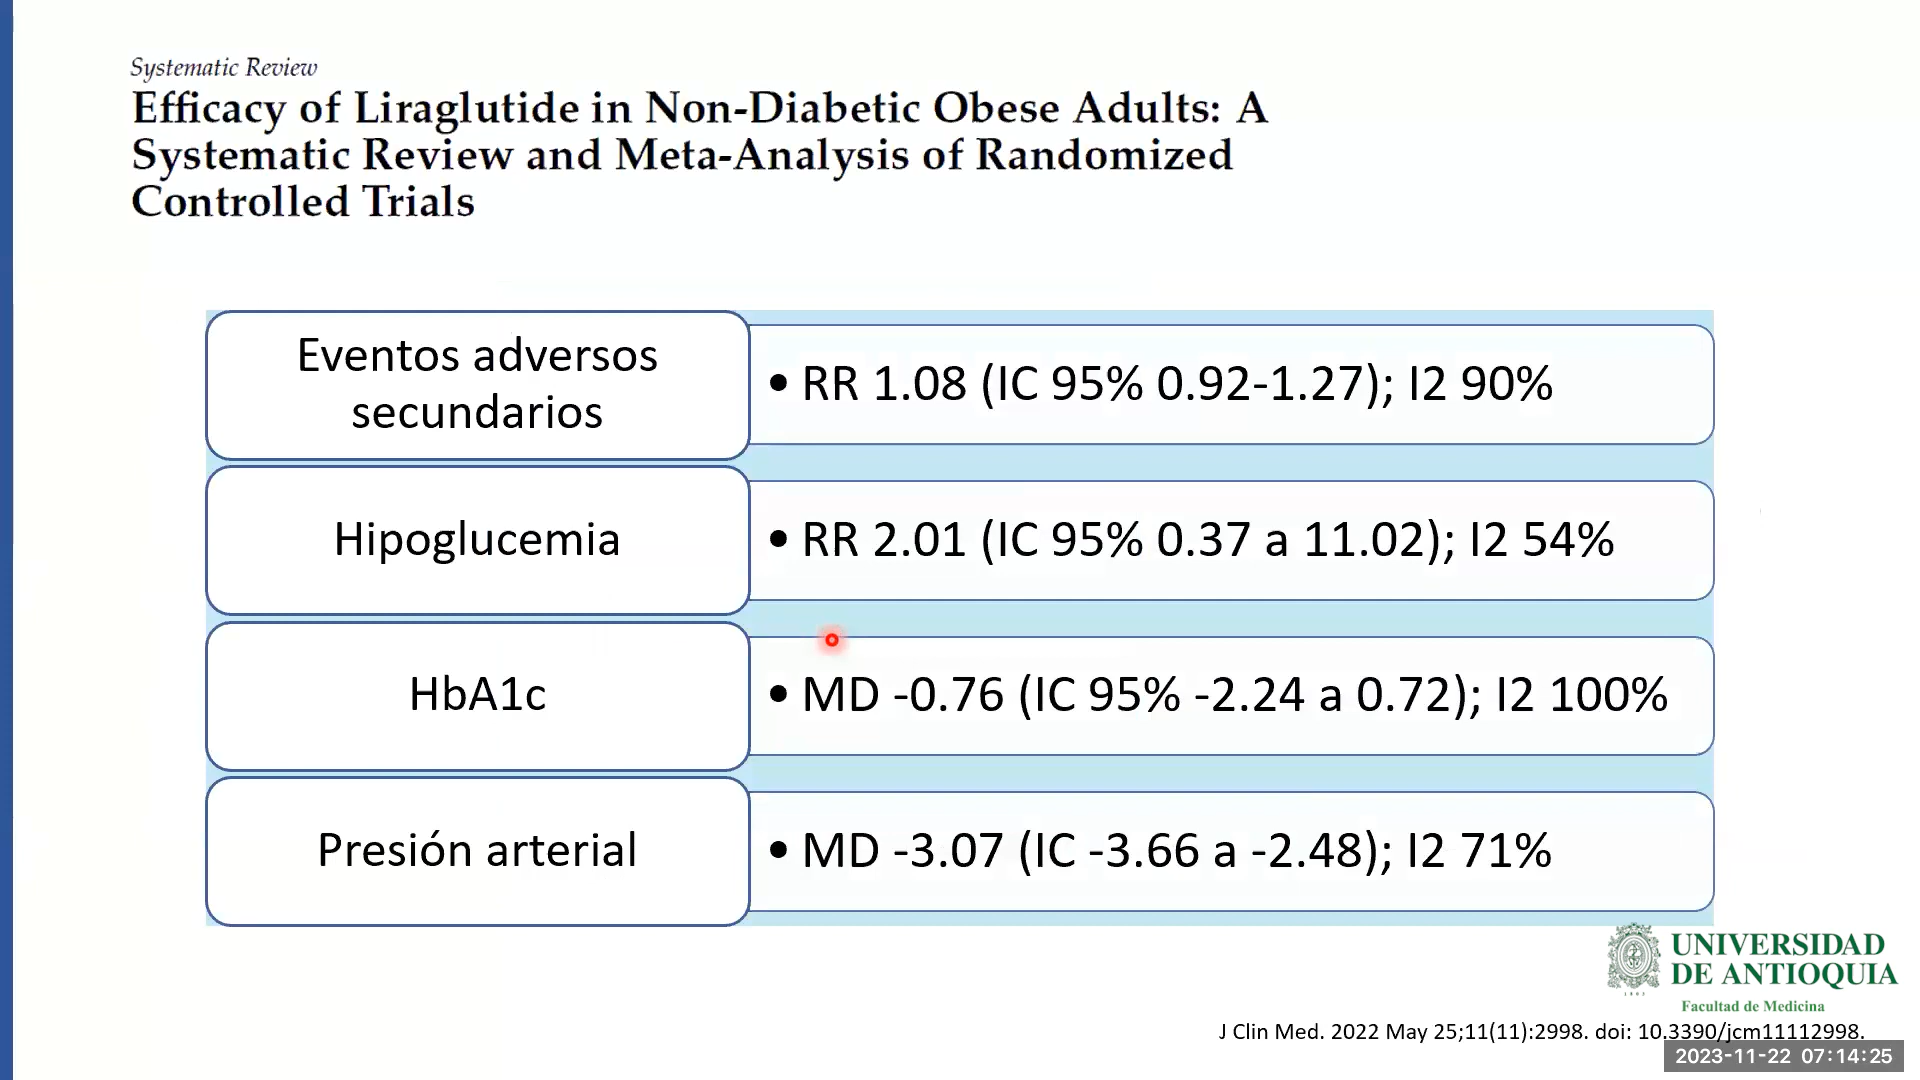 Systematic Review
Efficacy of Liraglutide in Non-Diabetic Obese Adults: A
Systematic Review and Meta-Analysis of Randomized
Controlled Trials
Eventos adversos
secundarios
• RR 1.08 (IC 95% 0.92-1.27); I2 90%
Hipoglucemia
• RR 2.01 (IC 95% 0.37 a 11.02); I2 54%
HbA1c
• MD -0.76 (IC 95% -2.24 a 0.72); I2 100%
Presión arterial
• MD -3.07 (IC -3.66 a -2.48); I2 71%
UNIVERSIDAD
DE ANTIOQUIA
1803
Facultad de Medicina
J Clin Med. 2022 May 25;11(11):2998. doi: 10.3390/jcm11112998.
2023-11-22 07:14:25